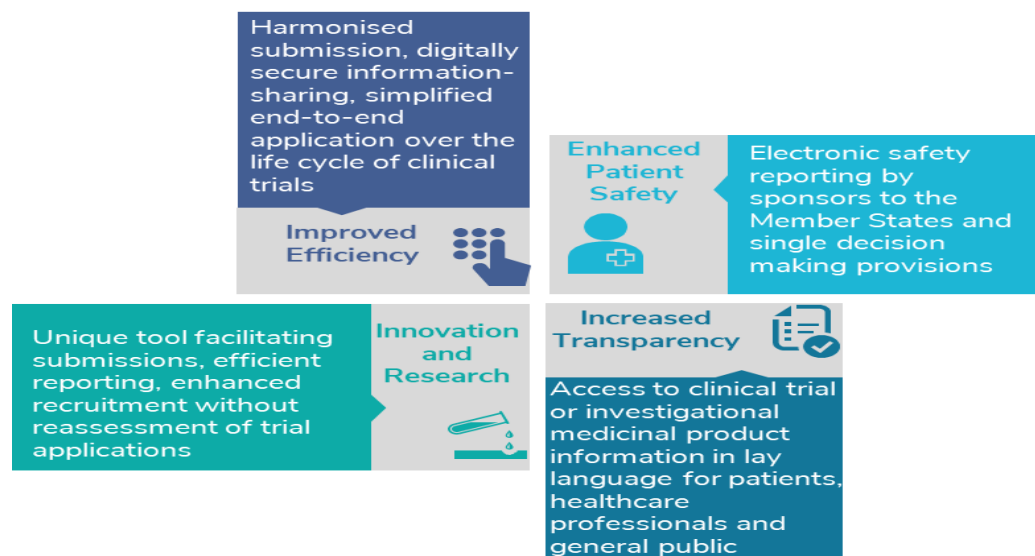 Harmonised
submission, digitally
secure information-
sharing, simplified
end-to-end
application over the
life cycle of clinical
trials
Improved
Efficiency
Enhanced
Patient
Safety
Electronic safety
reporting by
sponsors to the
Member States and
single decision
making provisions
Unique tool facilitating
submissions, efficient
reporting, enhanced
recruitment without
reassessment of trial
applications
Innovation
and
Research
Increased
Transparency
Access to clinical trial
or investigational
medicinal product
information in lay
language for patients,
healthcare
professionals and
general public